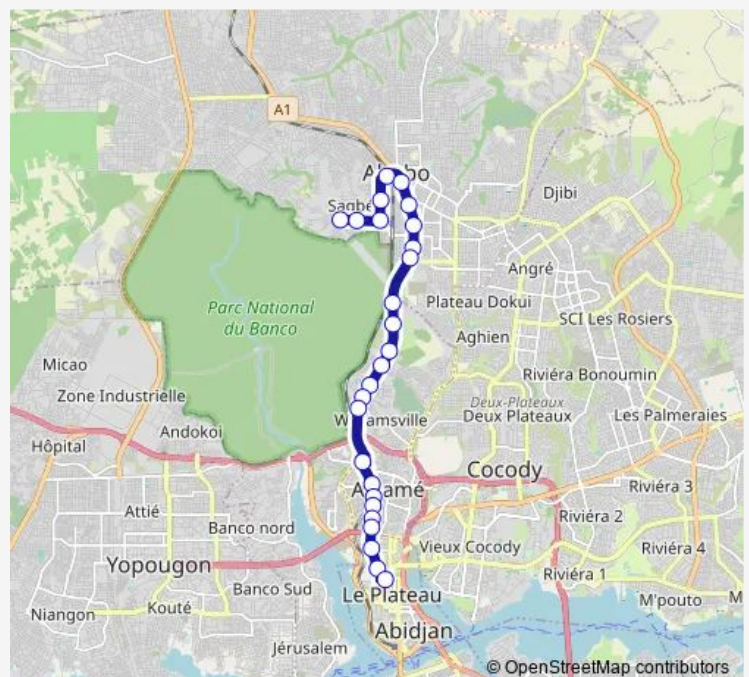 A1
Abobo
Sagbé
Djibi
Angré
Parc National
du Banco
Plateau Dokui
SCI Les Rosiers
Aghien
Micao
Riviéra Bonoumin
Zone Industrielle
Deux-Plateaux
Deux Plateaux
Les Palmeraies
Williamsville
Andokoi
Hôpital
Cocody
Adjamé
Riviéra 3
Attié
Riviéra 2
Banco nord
Vieux Cocody
Riviéra 4
Yopougon
Riviéra 1
Banco Sud
Le Plateau
M'pouto
M
Niangon
Kouté
Abidjan
Jérusalem
© OpenStreetMap contributors